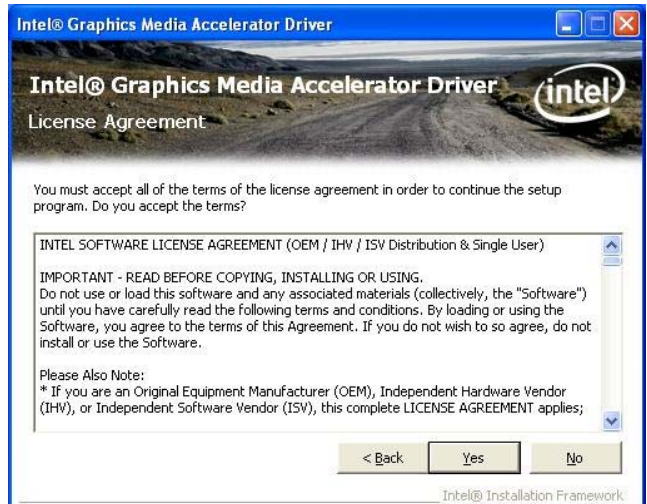 Intel® Graphics Media Accelerator Driver
Intel® Graphics Media Accelerator Driver
intel
License Agreement
You must accept all of the terms of the license agreement in order to continue the setup
program. Do you accept the terms?
INTEL SOFTWARE LICENSE AGREEMENT (OEM / IHV / ISV Distribution & Single User)
IMPORTANT - READ BEFORE COPYING, INSTALLING OR USING.
Do not use or load this software and any associated materials (collectively, the "Software")
until you have carefully read the following terms and conditions. By loading or using the
Software, you agree to the terms of this Agreement. If you do not wish to so agree, do not
install or use the Software.
Please Also Note:
* If you are an Original Equipment Manufacturer (OEM), Independent Hardware Vendor
(IHV), or Independent Software Vendor (ISV), this complete LICENSE AGREEMENT applies;
< Back Yes No
Intel® Installation Framework